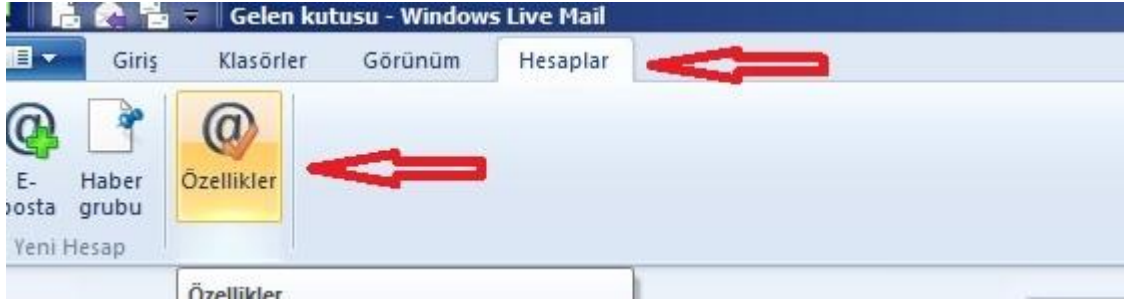 Gelen kutusu - Windows Live Mail
Giriş Klasörler Görünüm Hesaplar
E- Haber Özellikler
posta grubu
Yeni Hesap
Özellikler